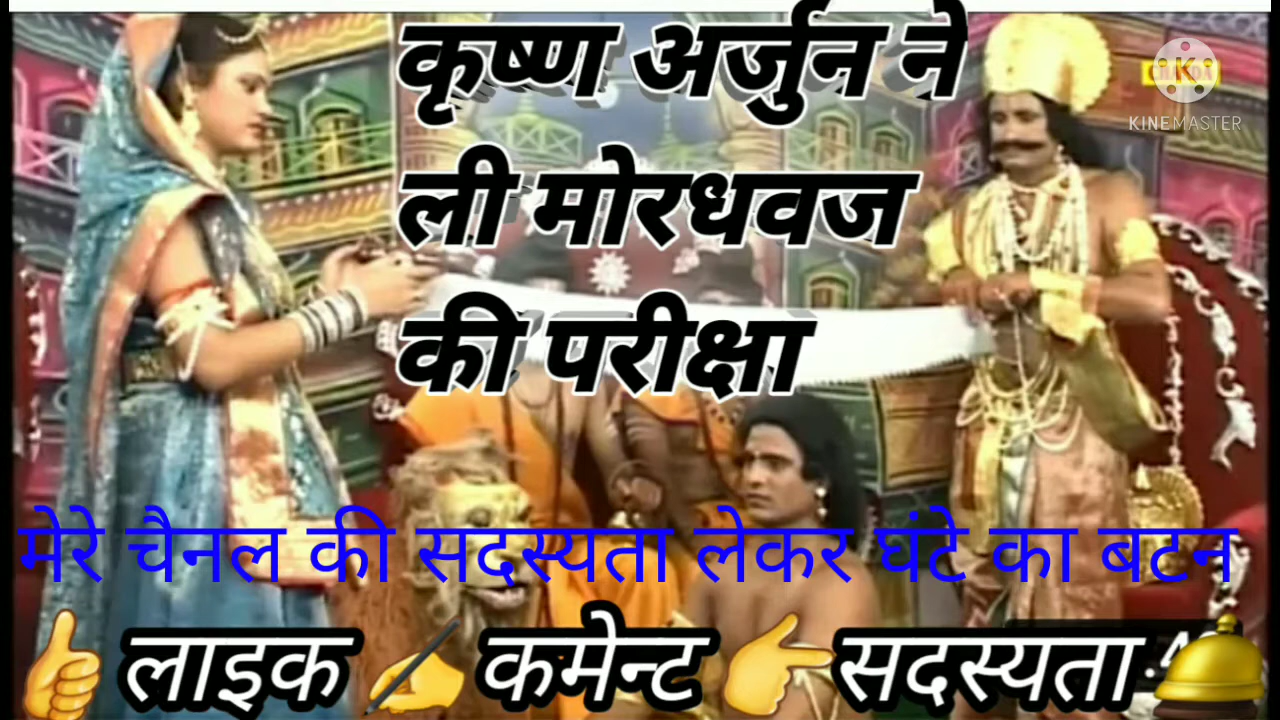 कृष्ण अर्जुन ने
ली मोरधवज
की परीक्षा
KINEMASTER
मेरे चैनल की सदस्यता लेकर घंटे का बटन
लाइक कमेन्ट सदस्यता